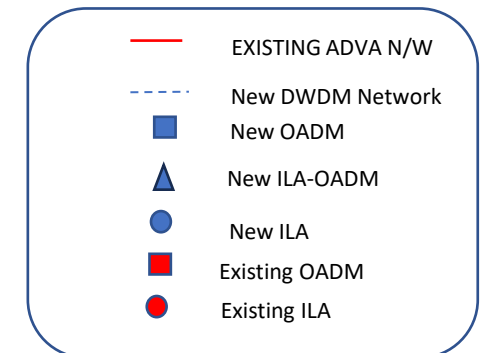 EXISTING ADVA N/W
New DWDM Network
New OADM
New ILA-OADM
New ILA
Existing OADM
Existing ILA